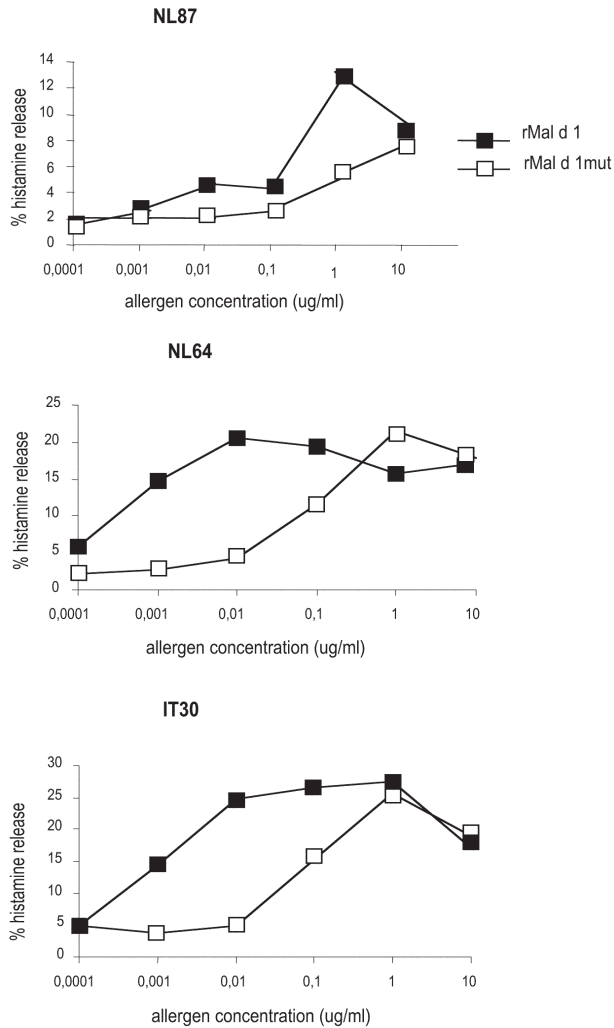 NL87
14
12
10
8
6
4
2
0
% histamine release
0,0001 0,001 0,01 0,1 1 10
allergen concentration (ug/ml)
rMal d 1
rMal d 1mut
NL64
25
20
15
10
5
0
% histamine release
0,0001 0,001 0,01 0,1 1 10
allergen concentration (ug/ml)
IT30
30
25
20
15
10
5
0
% histamine release
0,0001 0,001 0,01 0,1 1 10
allergen concentration (ug/ml)